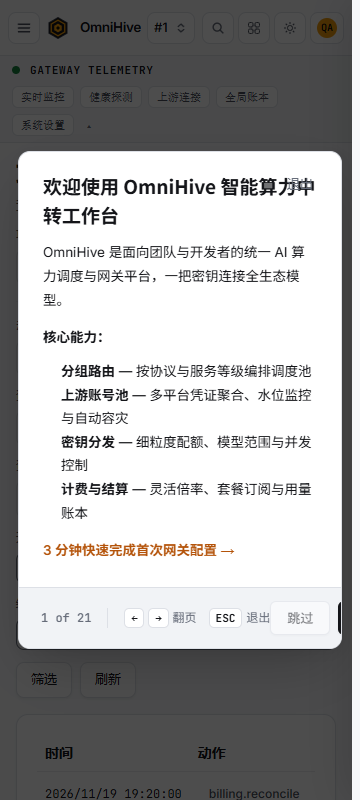 OmniHive #1 QA
GATEWAY TELEMETRY
实时监控 健康探测 上游连接 全局账本
系统设置
欢迎使用 OmniHive 智能算力中
转工作台
OmniHive 是面向团队与开发者的统一 AI 算
力调度与网关平台，一把密钥连接全生态模
型。
核心能力：
分组路由 — 按协议与服务等级编排调度池
上游账号池 — 多平台凭证聚合、水位监控
与自动容灾
密钥分发 — 细粒度配额、模型范围与并发
控制
计费与结算 — 灵活倍率、套餐订阅与用量
账本
3 分钟快速完成首次网关配置 →
1 of 21 ← → 翻页 ESC 退出 跳过
筛选 刷新
时间 动作
2026/11/19 19:20:00 billing.reconcile